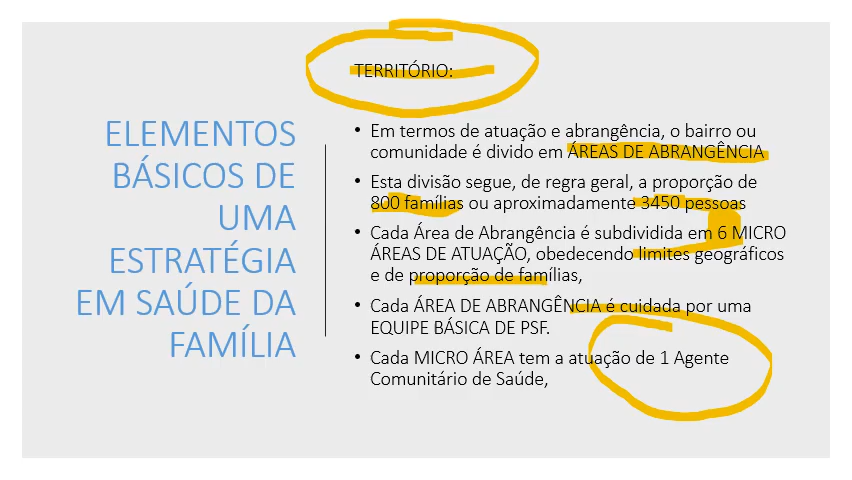 ELEMENTOS
BÁSICOS DE
UMA
ESTRATÉGIA
EM SAÚDE DA
FAMÍLIA
TERRITÓRIO:
• Em termos de atuação e abrangência, o bairro ou
comunidade é divido em ÁREAS DE ABRANGÊNCIA
• Esta divisão segue, de regra geral, a proporção de
800 famílias ou aproximadamente 3450 pessoas
• Cada Área de Abrangência é subdividida em 6 MICRO
ÁREAS DE ATUAÇÃO, obedecendo limites geográficos
e de proporção de famílias,
• Cada ÁREA DE ABRANGÊNCIA é cuidada por uma
EQUIPE BÁSICA DE PSF.
• Cada MICRO ÁREA tem a atuação de 1 Agente
Comunitário de Saúde,